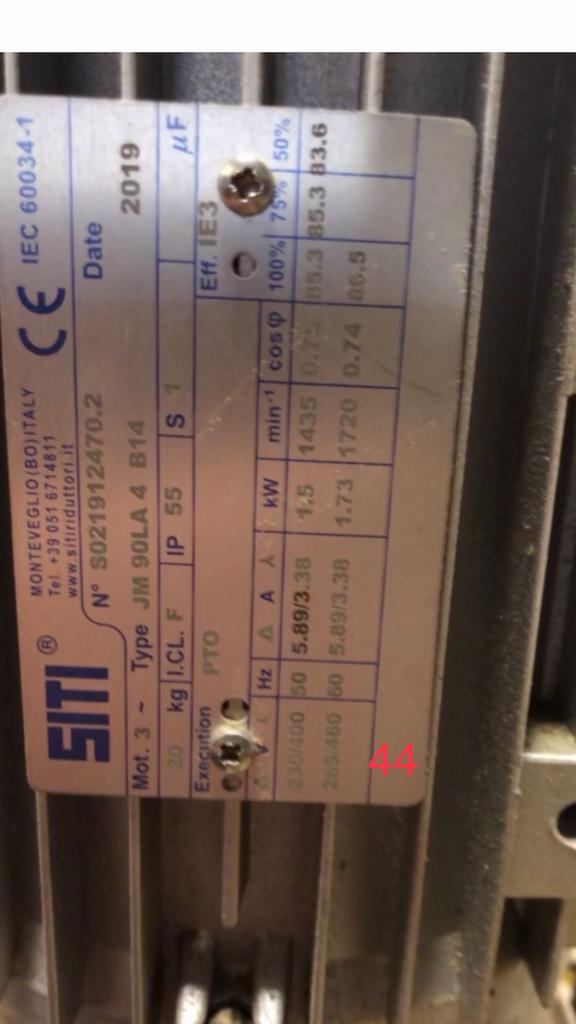 SITI ®
MONTEVEGLIO (BO) ITALY
Tel. +39 051 6714811
www.sitiriduttori.it
CE IEC 60034-1
N° S021912470.2 Date
Mot. 3 ~ Type JM 90LA 4 B14 2019
20 kg I.CL. F IP 55 S 1 µF
Execution PTO Eff. IE3
Δ V ⅄ Hz Δ A ⅄ kW min-1 cosφ 100% 75% 50%
230/400 50 5.89/3.38 1.5 1435 0.75 85.3 85.3 83.6
265/460 60 5.89/3.38 1.73 1720 0.74 86.5
44